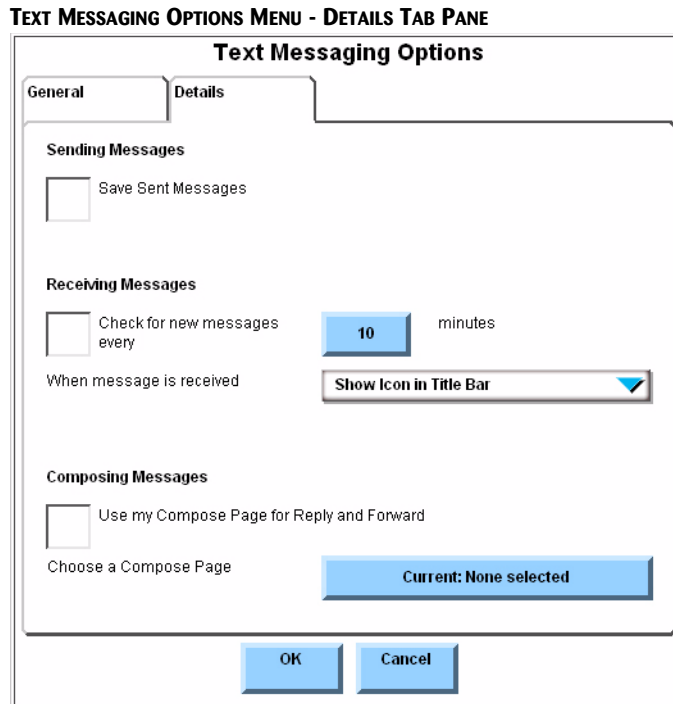 TEXT MESSAGING OPTIONS MENU - DETAILS TAB PANE
Text Messaging Options
General Details
Sending Messages
Save Sent Messages
Receiving Messages
Check for new messages
every
10 minutes
When message is received Show Icon in Title Bar
Composing Messages
Use my Compose Page for Reply and Forward
Choose a Compose Page Current: None selected
OK Cancel